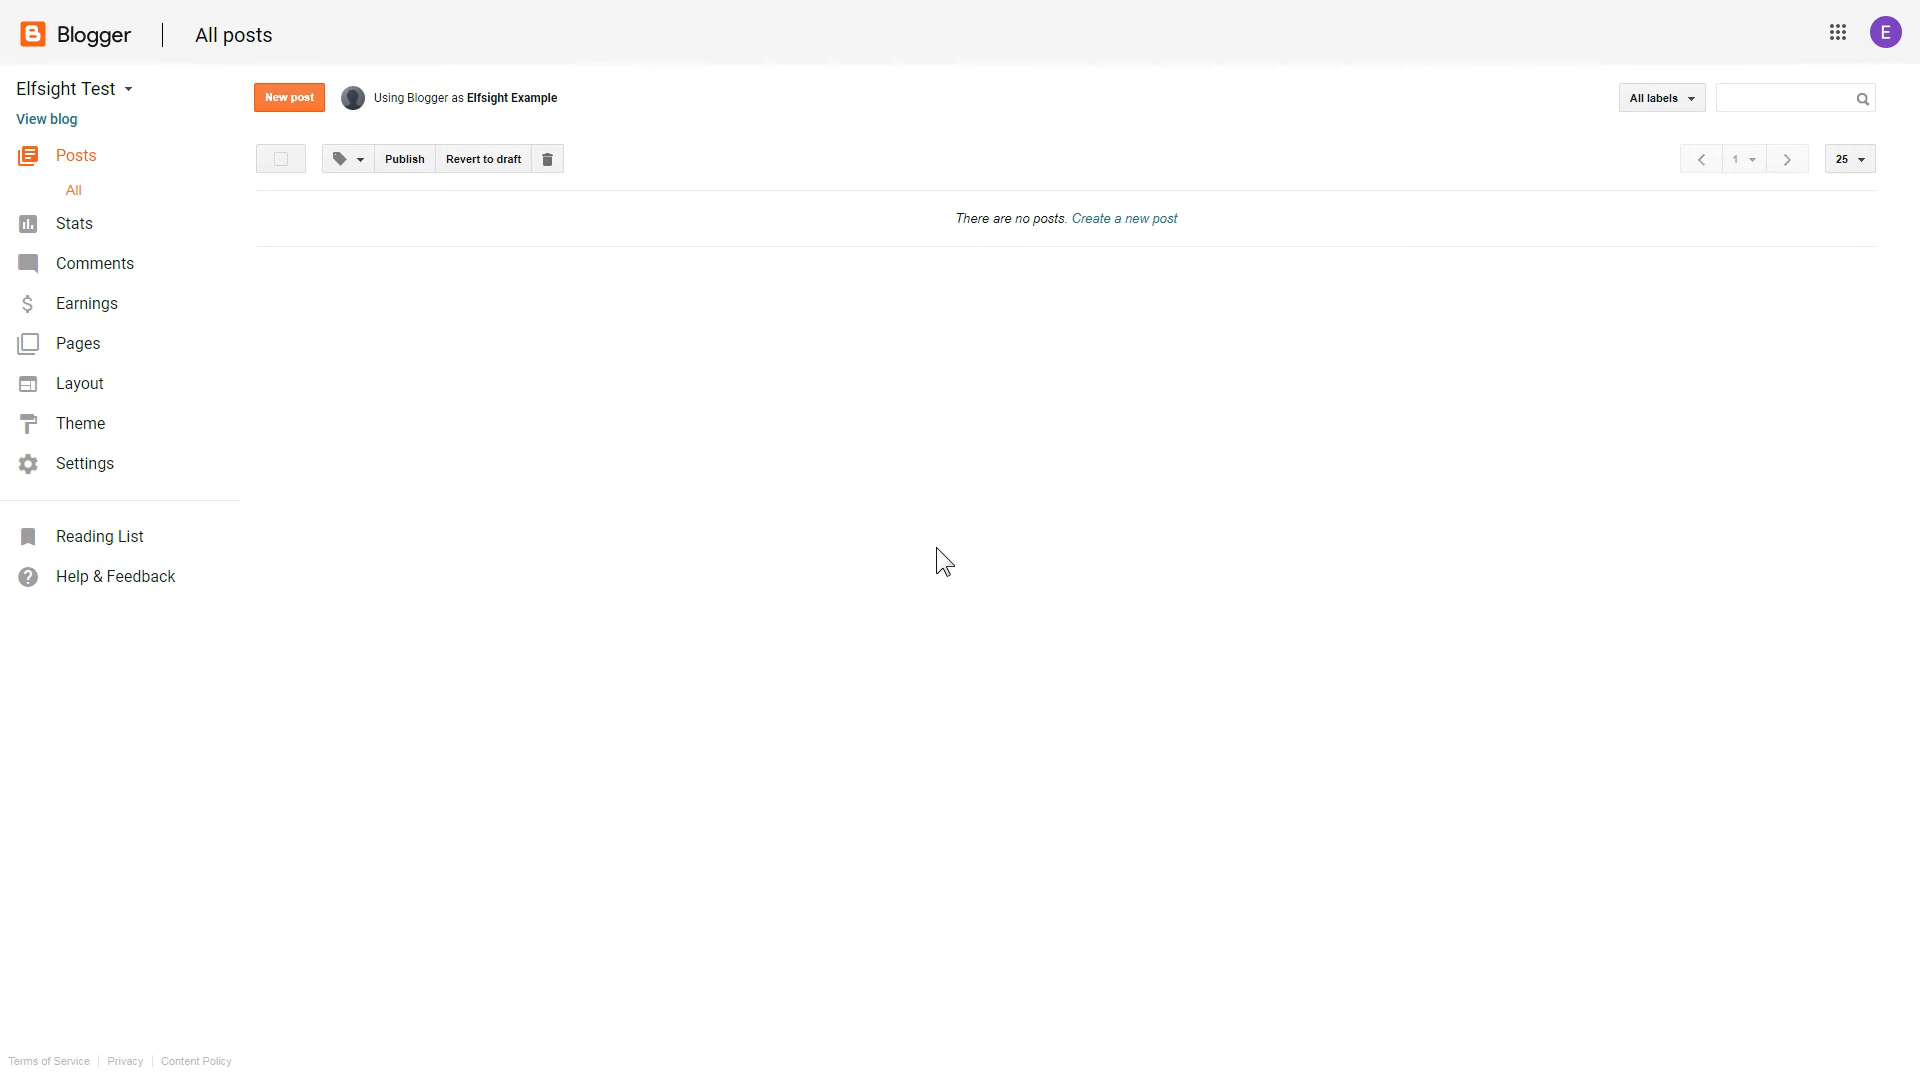 Blogger
All posts
E
Elfsight Test
View blog
New post
Using Blogger as Elfsight Example
All labels
Posts
All
Stats
Comments
Earnings
Pages
Layout
Theme
Settings
Reading List
Help & Feedback
Publish
Revert to draft
1
25
There are no posts. Create a new post
Terms of Service
Privacy
Content Policy